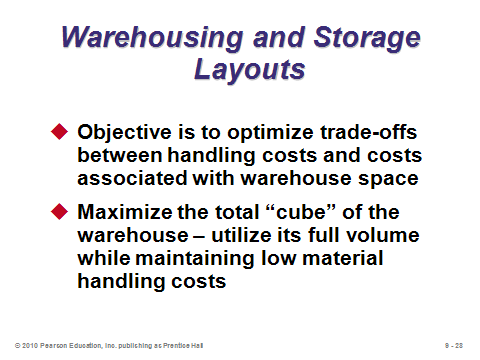 Warehousing and Storage
Layouts
Objective is to optimize trade-offs
between handling costs and costs
associated with warehouse space
Maximize the total “cube” of the
warehouse – utilize its full volume
while maintaining low material
handling costs
© 2010 Pearson Education, Inc. publishing as Prentice Hall
9 - 28